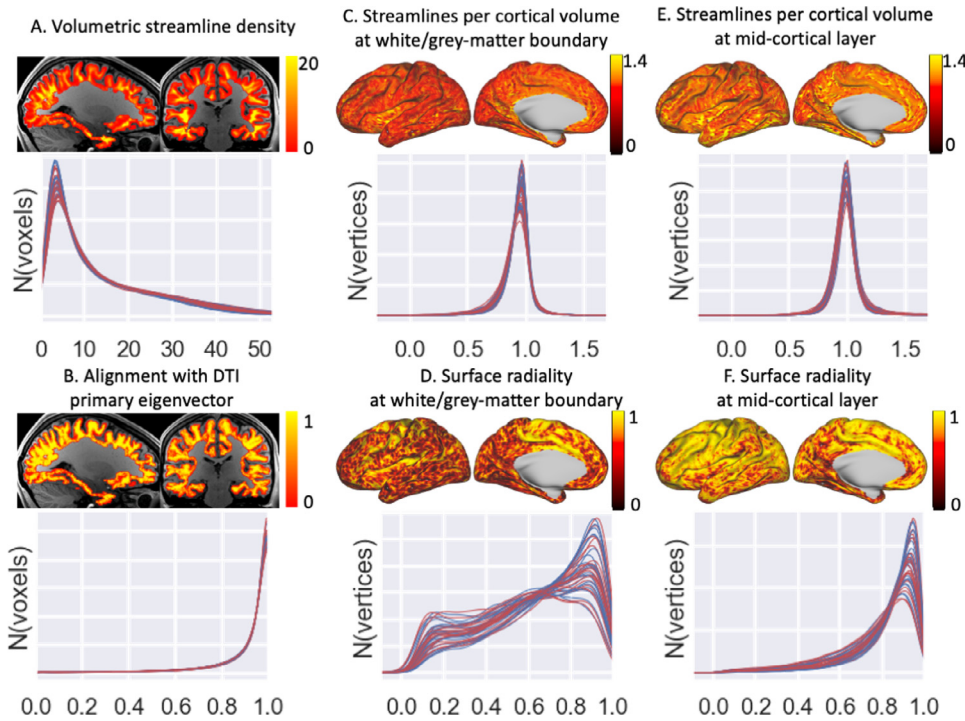 A. Volumetric streamline density
20
0
N(voxels)
0 10 20 30 40 50
B. Alignment with DTI
primary eigenvector
1
0
N(voxels)
0.0 0.2 0.4 0.6 0.8 1.0
C. Streamlines per cortical volume
at white/grey-matter boundary
1.4
0
N(vertices)
0.0 0.5 1.0 1.5
D. Surface radiality
at white/grey-matter boundary
1
0
N(vertices)
0.0 0.2 0.4 0.6 0.8 1.0
E. Streamlines per cortical volume
at mid-cortical layer
1.4
0
N(vertices)
0.0 0.5 1.0 1.5
F. Surface radiality
at mid-cortical layer
1
0
N(vertices)
0.0 0.2 0.4 0.6 0.8 1.0